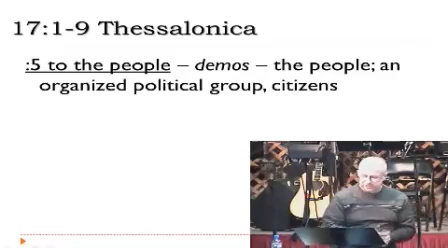 17:1-9 Thessalonica
:5 to the people – demos – the people; an
organized political group, citizens